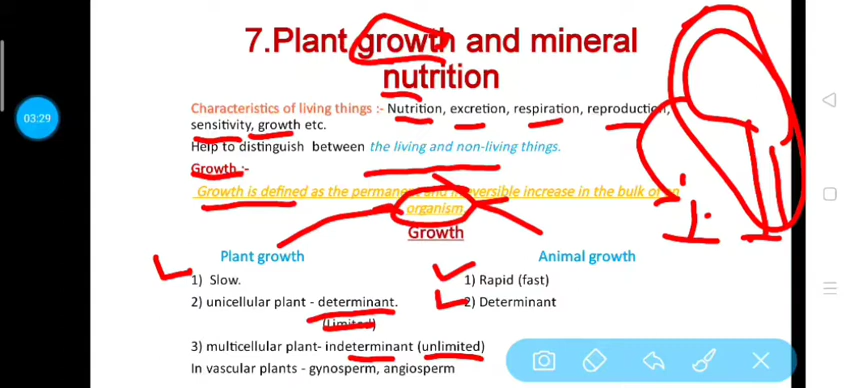 7.Plant growth and mineral
nutrition
Characteristics of living things :- Nutrition, excretion, respiration, reproduction,
sensitivity, growth etc.
Help to distinguish between the living and non-living things.
Growth :-
Growth is defined as the permanent and irreversible increase in the bulk of an
organism
Growth
Plant growth
1) Slow.
2) unicellular plant - determinant.
(Limited)
3) multicellular plant- indeterminant (unlimited)
In vascular plants - gynosperm, angiosperm
Animal growth
1) Rapid (fast)
2) Determinant
03:29